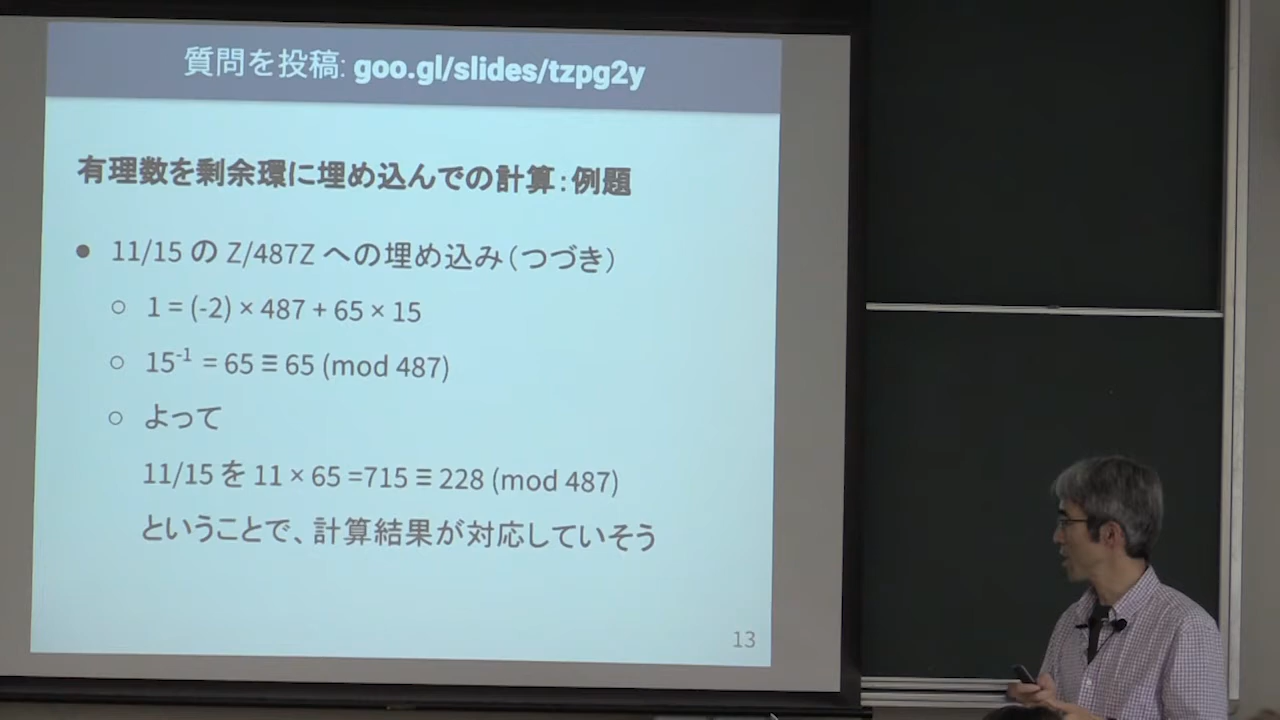 質問を投稿: goo.gl/slides/tzpg2y
有理数を剰余環に埋め込んでの計算:例題
● 11/15 の Z/487Z への埋め込み(つづき)
○ 1 = (-2) × 487 + 65 × 15
○ 15⁻¹ = 65 ≡ 65 (mod 487)
○ よって
11/15 を 11 × 65 =715 ≡ 228 (mod 487)
ということで、計算結果が対応していそう
13